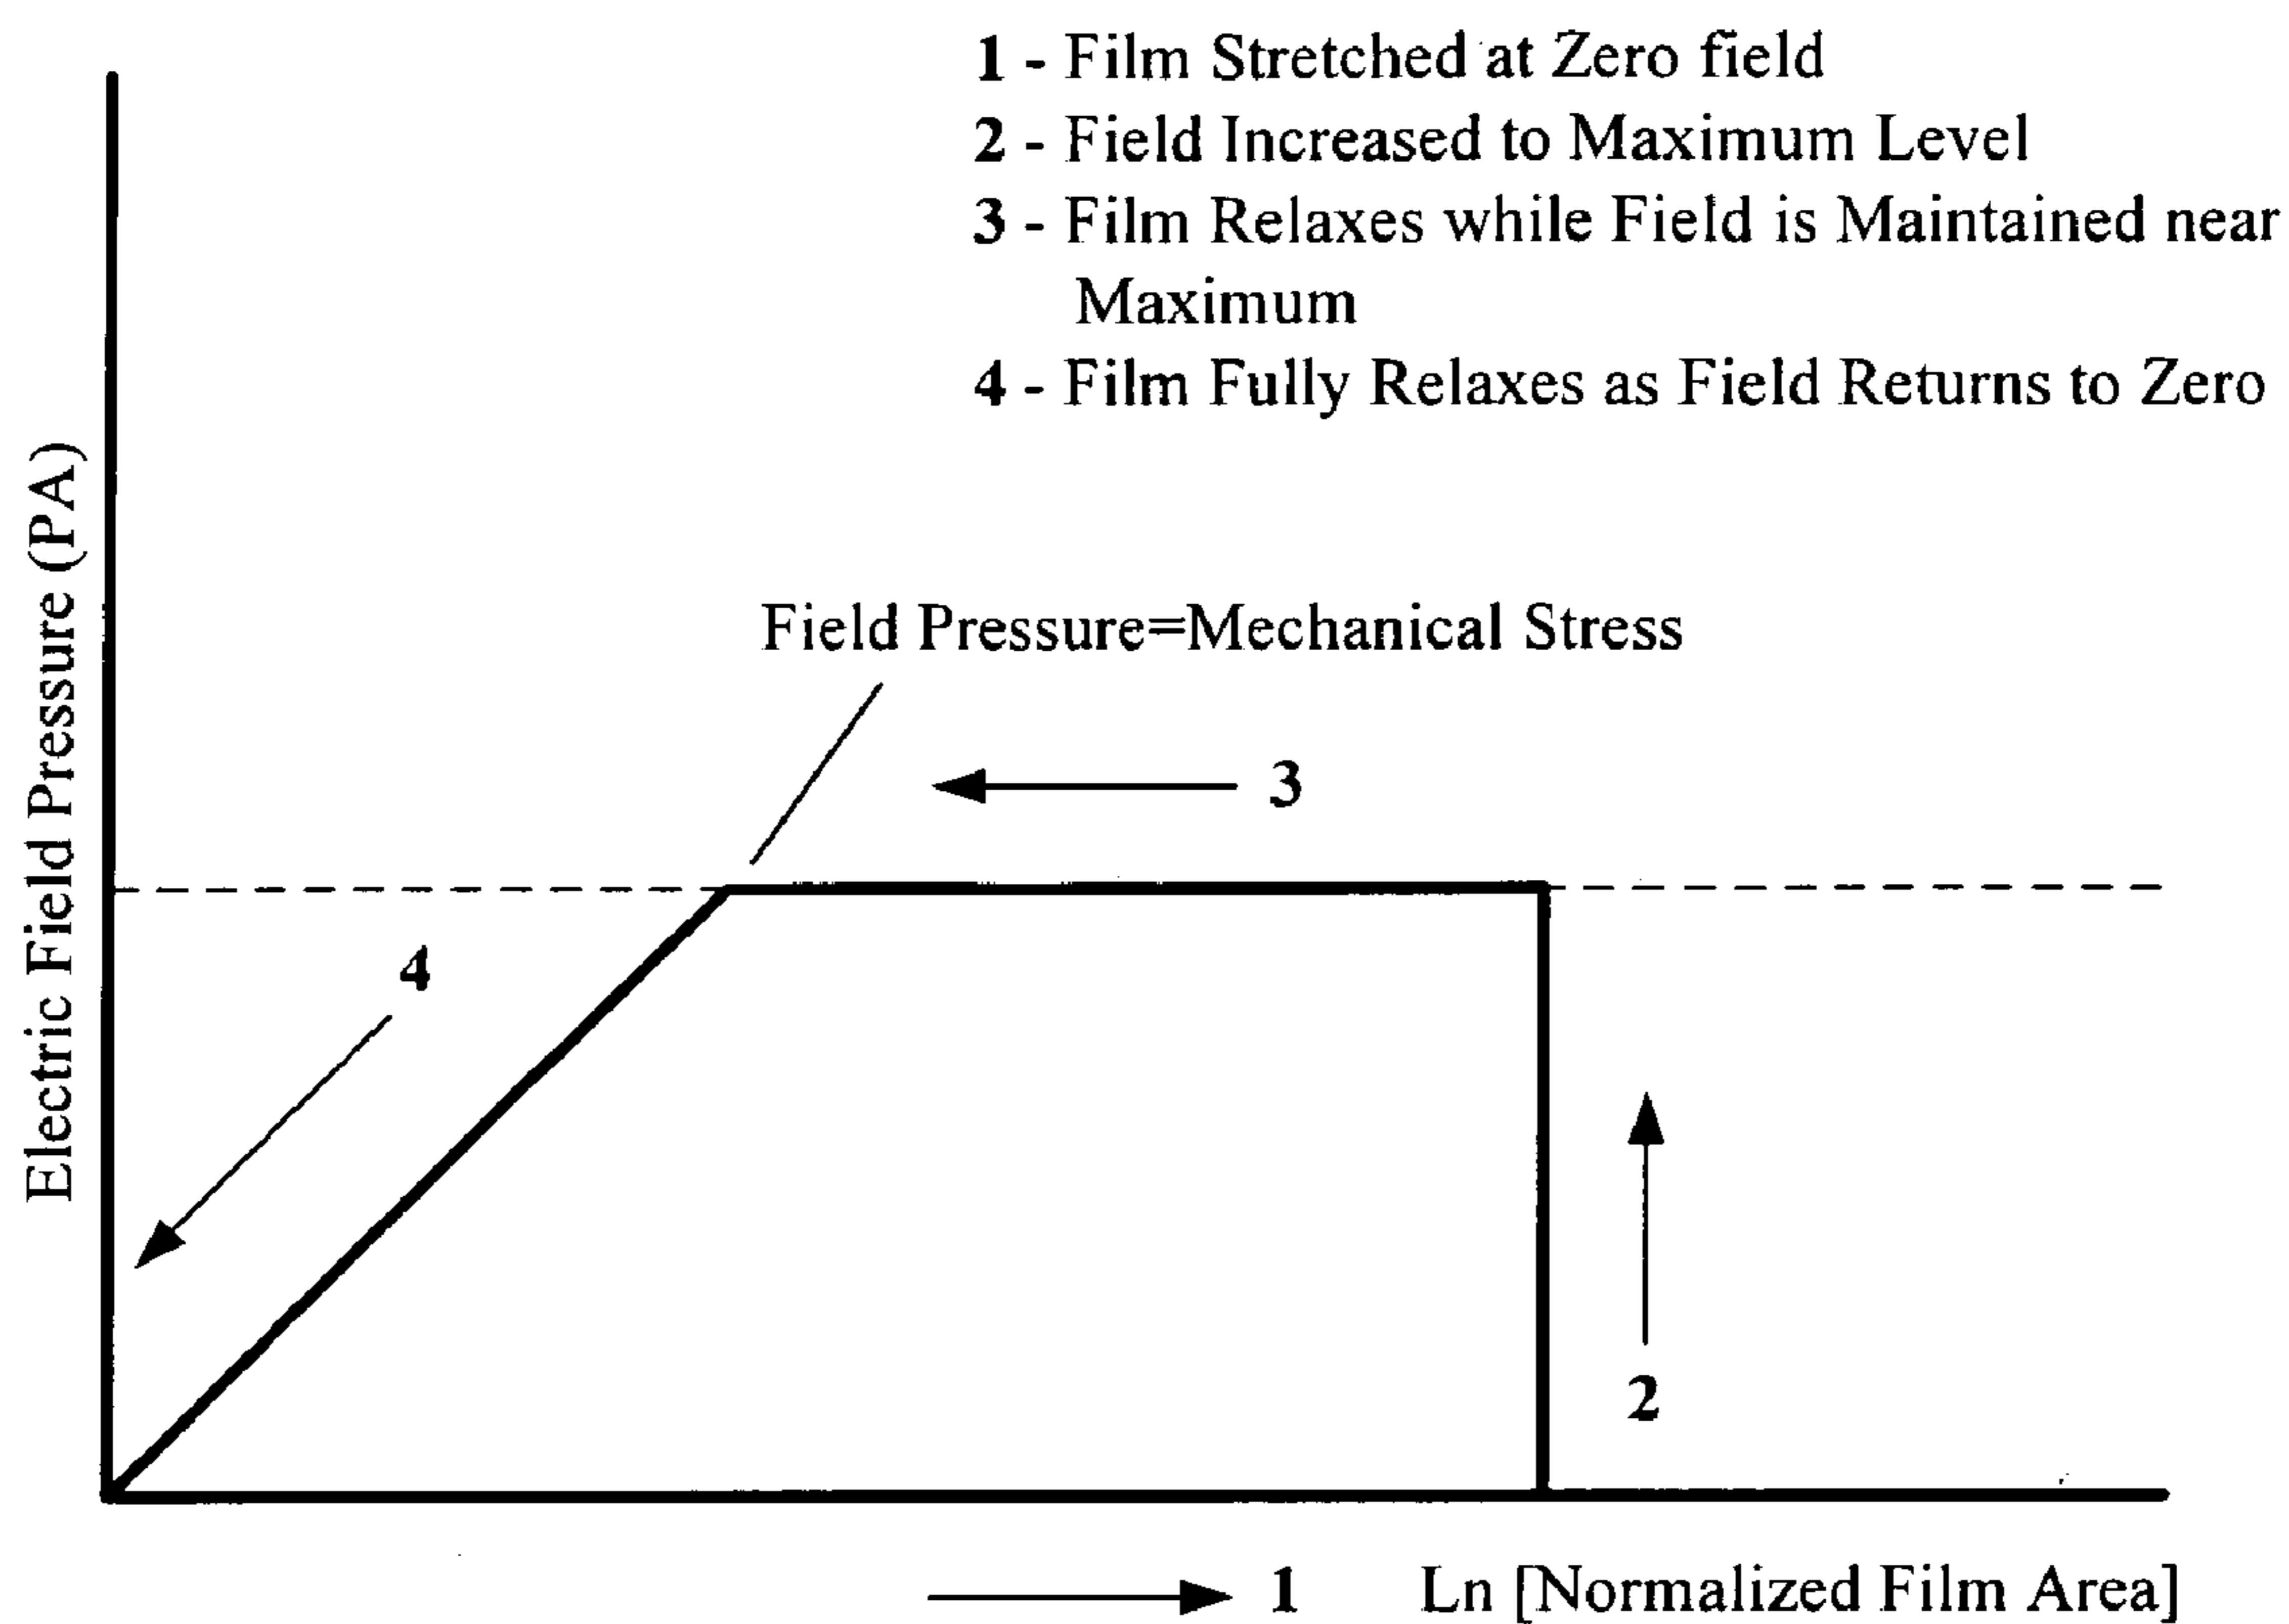 1 - Film Stretched at Zero field
2 - Field Increased to Maximum Level
3 - Film Relaxes while Field is Maintained near
Maximum
4 - Film Fully Relaxes as Field Returns to Zero
Electric Field Pressure (PA)
Field Pressure=Mechanical Stress
3
4
2
1 Ln [Normalized Film Area]